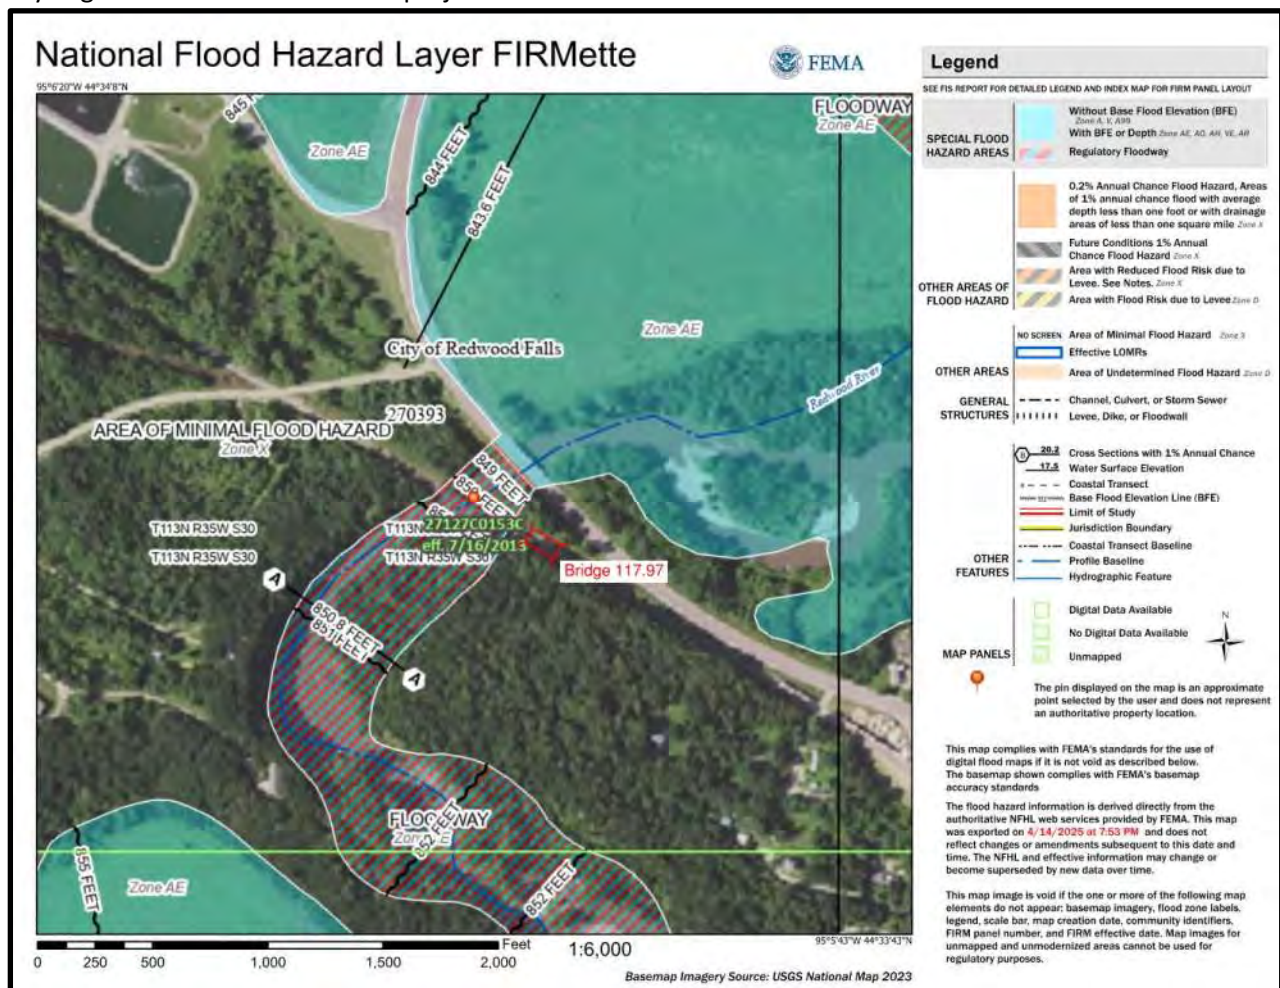 National Flood Hazard Layer FIRMette
FEMA
95°6'20"W 44°34'8"N
845
Zone AE
844 FEET
843.6 FEET
FLOODWAY
Zone AE
Zone AE
City of Redwood Falls
270393
AREA OF MINIMAL FLOOD HAZARD
Zone X
Redwood River
849 FEET
FEET
T113N R35W S30
T113N
27127C0153C
T113N R35W S30
T113N R35W S30
eff. 7/16/2013
Bridge 117.97
A
850.8 FEET
851 FEET
A
FLOODWAY
852 FEET
855 FEET
Zone AE
852 FEET
Feet
1:6,000
95°5'43"W 44°33'43"N
0 250 500 1,000 1,500 2,000
Basemap Imagery Source: USGS National Map 2023
Legend
SEE FIS REPORT FOR DETAILED LEGEND AND INDEX MAP FOR FIRM PANEL LAYOUT
SPECIAL FLOOD
HAZARD AREAS
Without Base Flood Elevation (BFE)
Zone A, V, A99
With BFE or Depth Zone AE, AO, AH, VE, AR
Regulatory Floodway
OTHER AREAS OF
FLOOD HAZARD
0.2% Annual Chance Flood Hazard, Areas
of 1% annual chance flood with average
depth less than one foot or with drainage
areas of less than one square mile Zone X
Future Conditions 1% Annual
Chance Flood Hazard Zone X
Area with Reduced Flood Risk due to
Levee. See Notes. Zone X
Area with Flood Risk due to Levee Zone D
OTHER AREAS
NO SCREEN Area of Minimal Flood Hazard Zone X
Effective LOMRs
Area of Undetermined Flood Hazard Zone D
GENERAL
STRUCTURES
Channel, Culvert, or Storm Sewer
Levee, Dike, or Floodwall
OTHER
FEATURES
B 20.2 Cross Sections with 1% Annual Chance
17.5 Water Surface Elevation
Coastal Transect
Base Flood Elevation Line (BFE)
Limit of Study
Jurisdiction Boundary
Coastal Transect Baseline
Profile Baseline
Hydrographic Feature
MAP PANELS
Digital Data Available
No Digital Data Available
Unmapped
N
The pin displayed on the map is an approximate
point selected by the user and does not represent
an authoritative property location.
This map complies with FEMA's standards for the use of
digital flood maps if it is not void as described below.
The basemap shown complies with FEMA's basemap
accuracy standards
The flood hazard information is derived directly from the
authoritative NFHL web services provided by FEMA. This map
was exported on 4/14/2025 at 7:53 PM and does not
reflect changes or amendments subsequent to this date and
time. The NFHL and effective information may change or
become superseded by new data over time.
This map image is void if the one or more of the following map
elements do not appear: basemap imagery, flood zone labels,
legend, scale bar, map creation date, community identifiers,
FIRM panel number, and FIRM effective date. Map images for
unmapped and unmodernized areas cannot be used for
regulatory purposes.